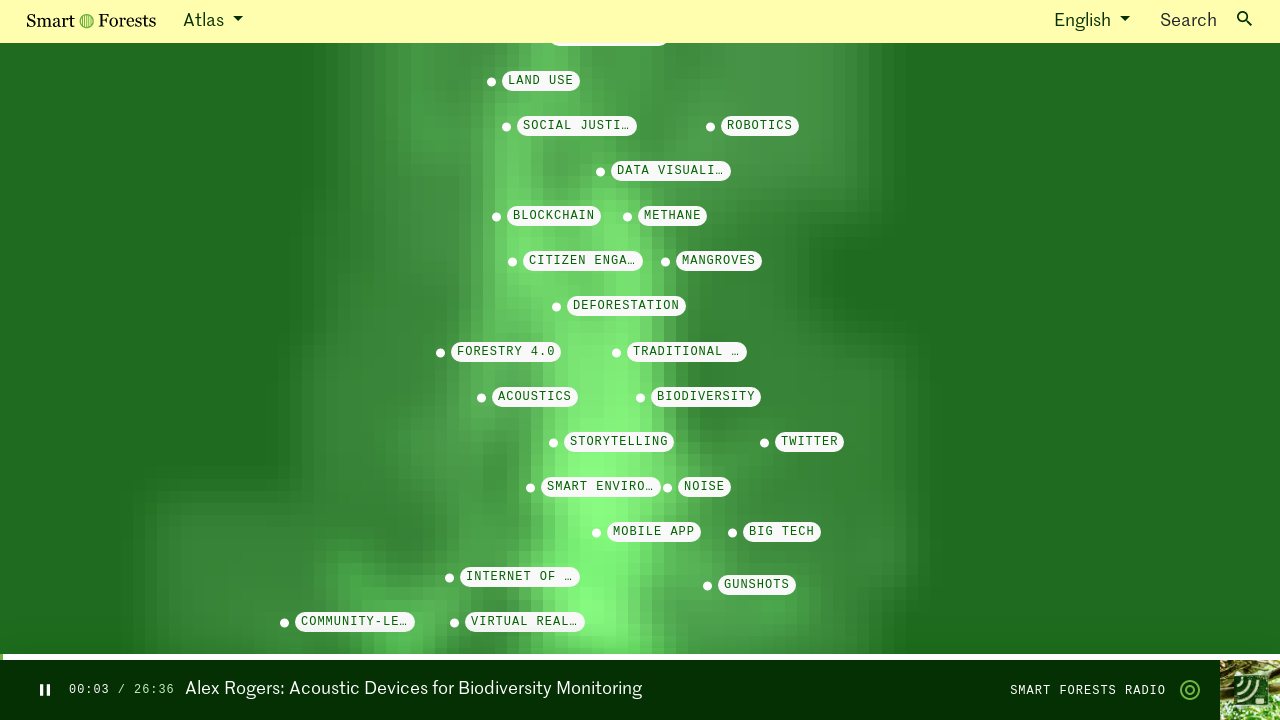 Smart Forests Atlas English Search
LAND USE
SOCIAL JUSTI… ROBOTICS
DATA VISUALI…
BLOCKCHAIN METHANE
CITIZEN ENGA… MANGROVES
DEFORESTATION
FORESTRY 4.0 TRADITIONAL …
ACOUSTICS BIODIVERSITY
STORYTELLING TWITTER
SMART ENVIRO… NOISE
MOBILE APP BIG TECH
INTERNET OF … GUNSHOTS
COMMUNITY-LE… VIRTUAL REAL…
00:03 / 26:36 Alex Rogers: Acoustic Devices for Biodiversity Monitoring SMART FORESTS RADIO